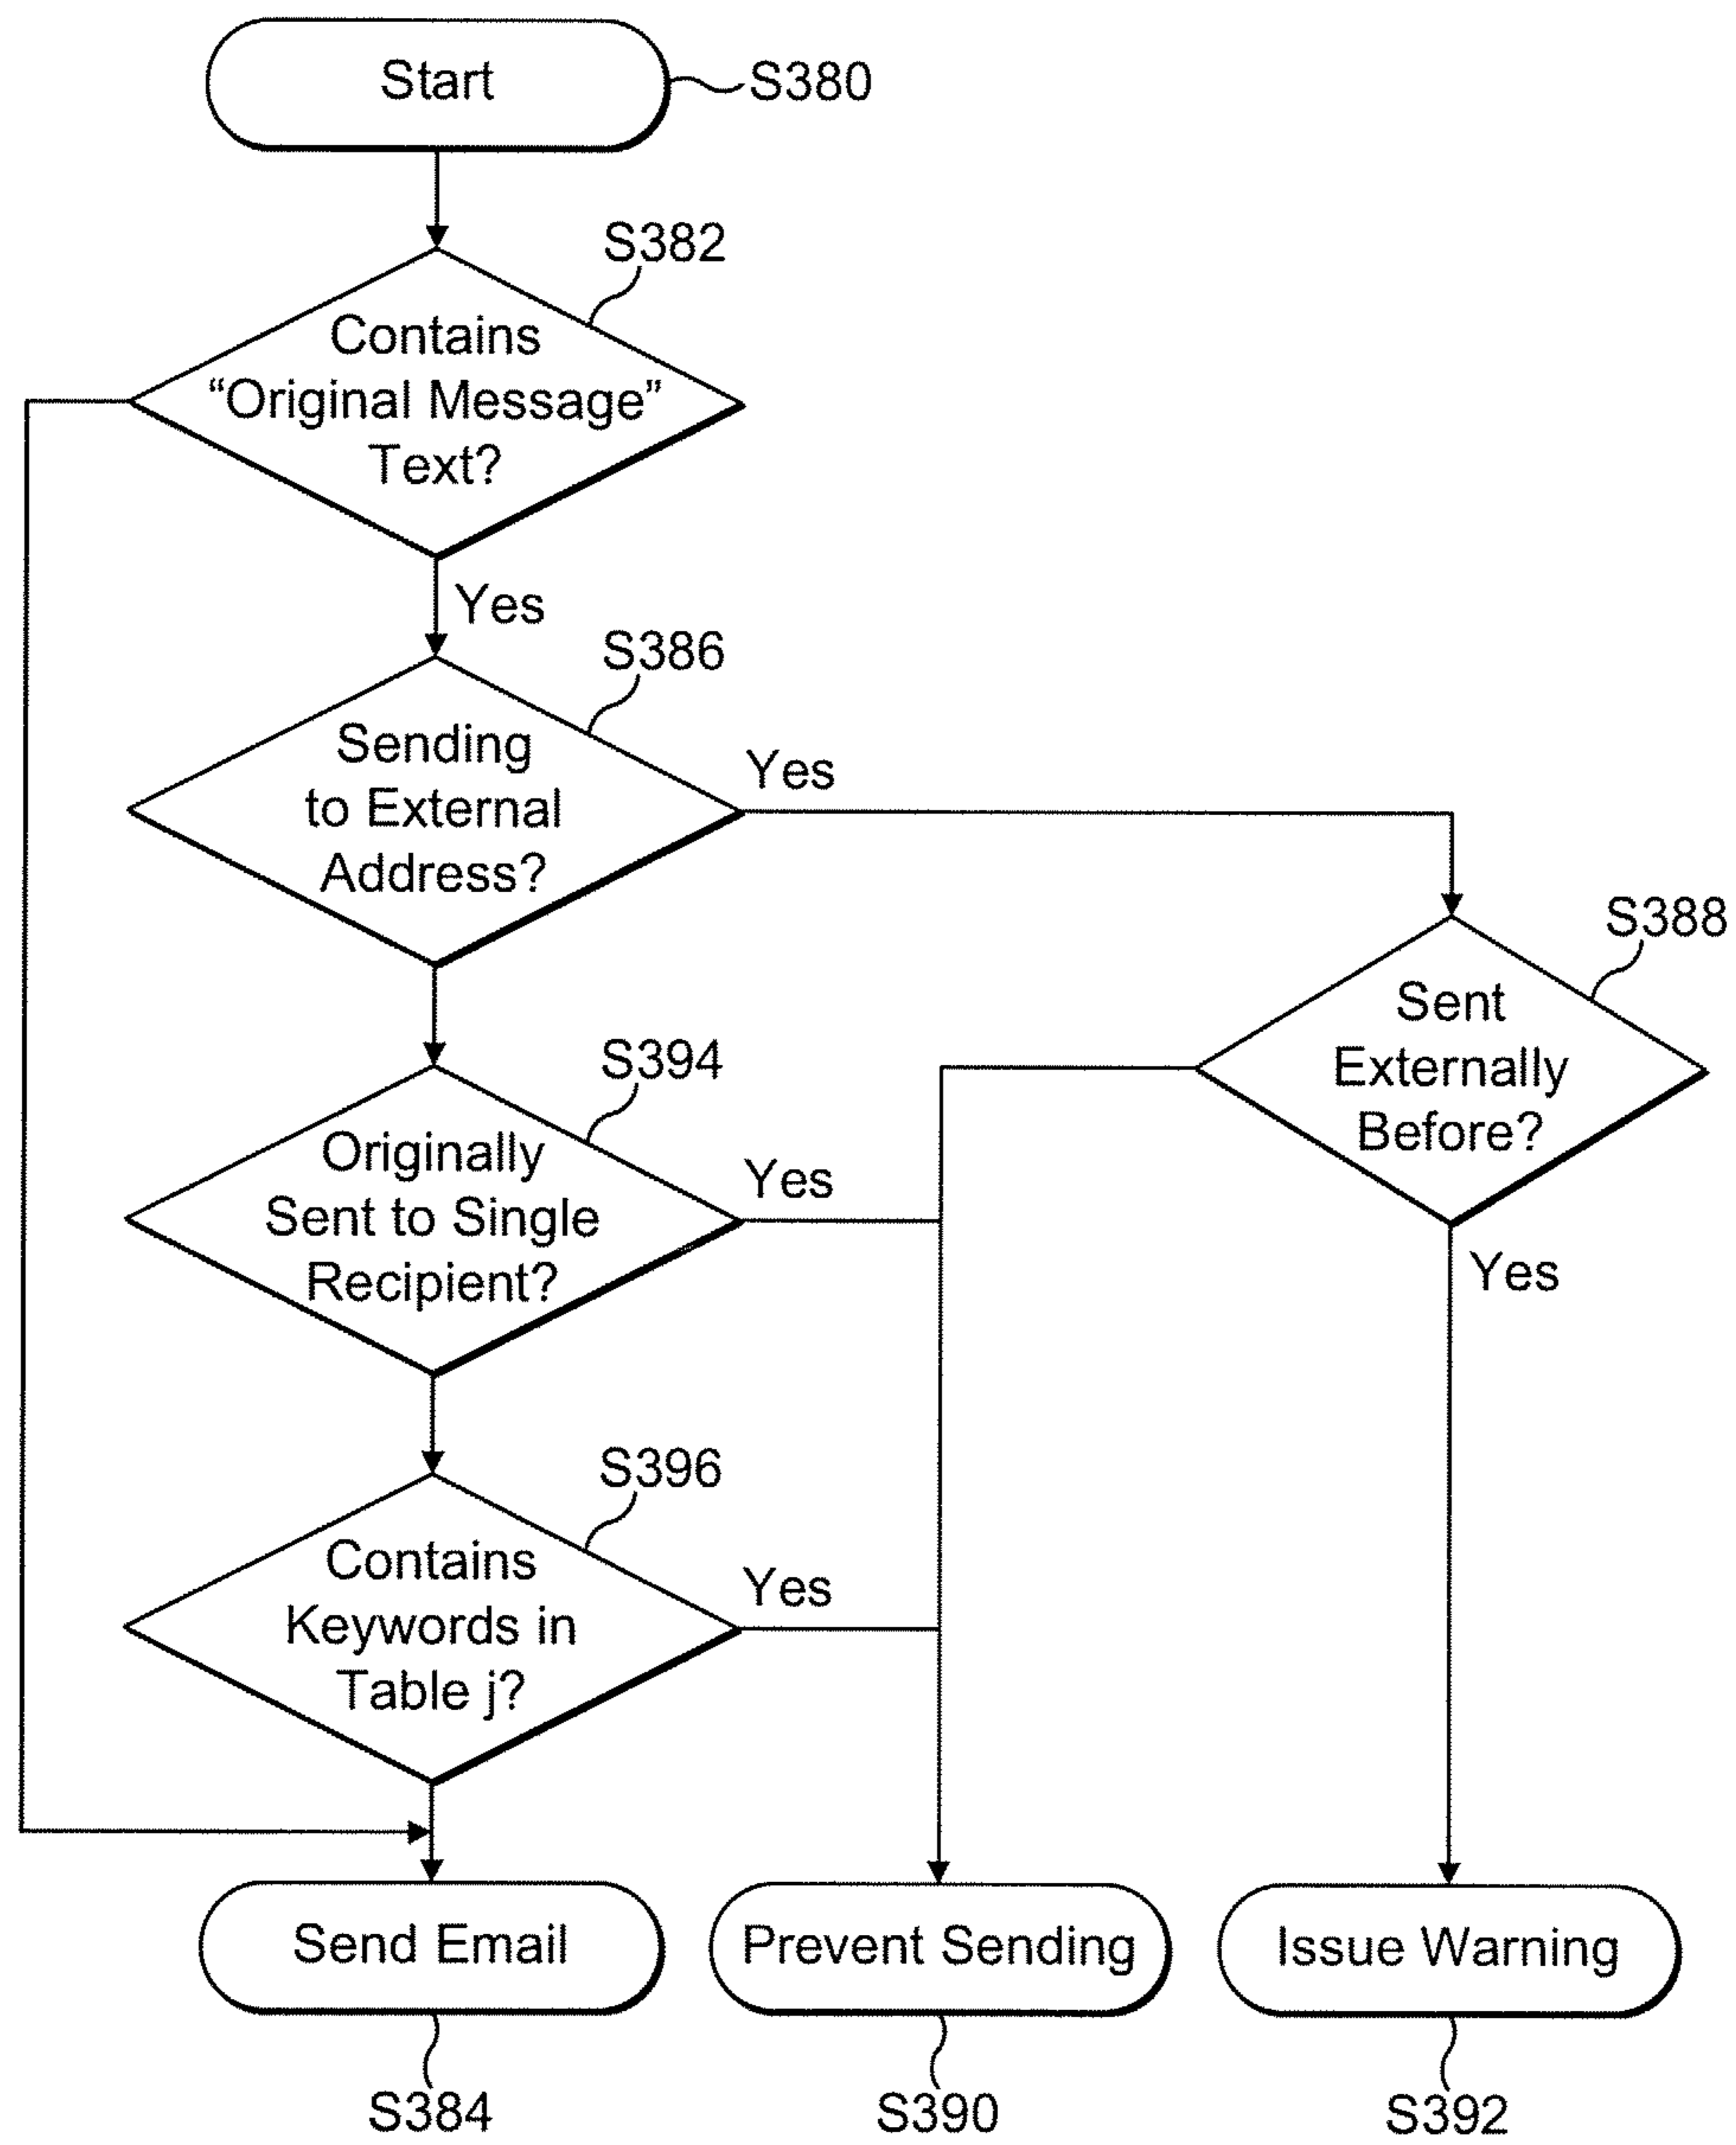 Start
S380
S382
Contains
“Original Message”
Text?
Yes
S386
Sending
to External
Address?
Yes
S388
Sent
Externally
Before?
Yes
S394
Originally
Sent to Single
Recipient?
Yes
S396
Contains
Keywords in
Table j?
Yes
Send Email
Prevent Sending
Issue Warning
S384
S390
S392